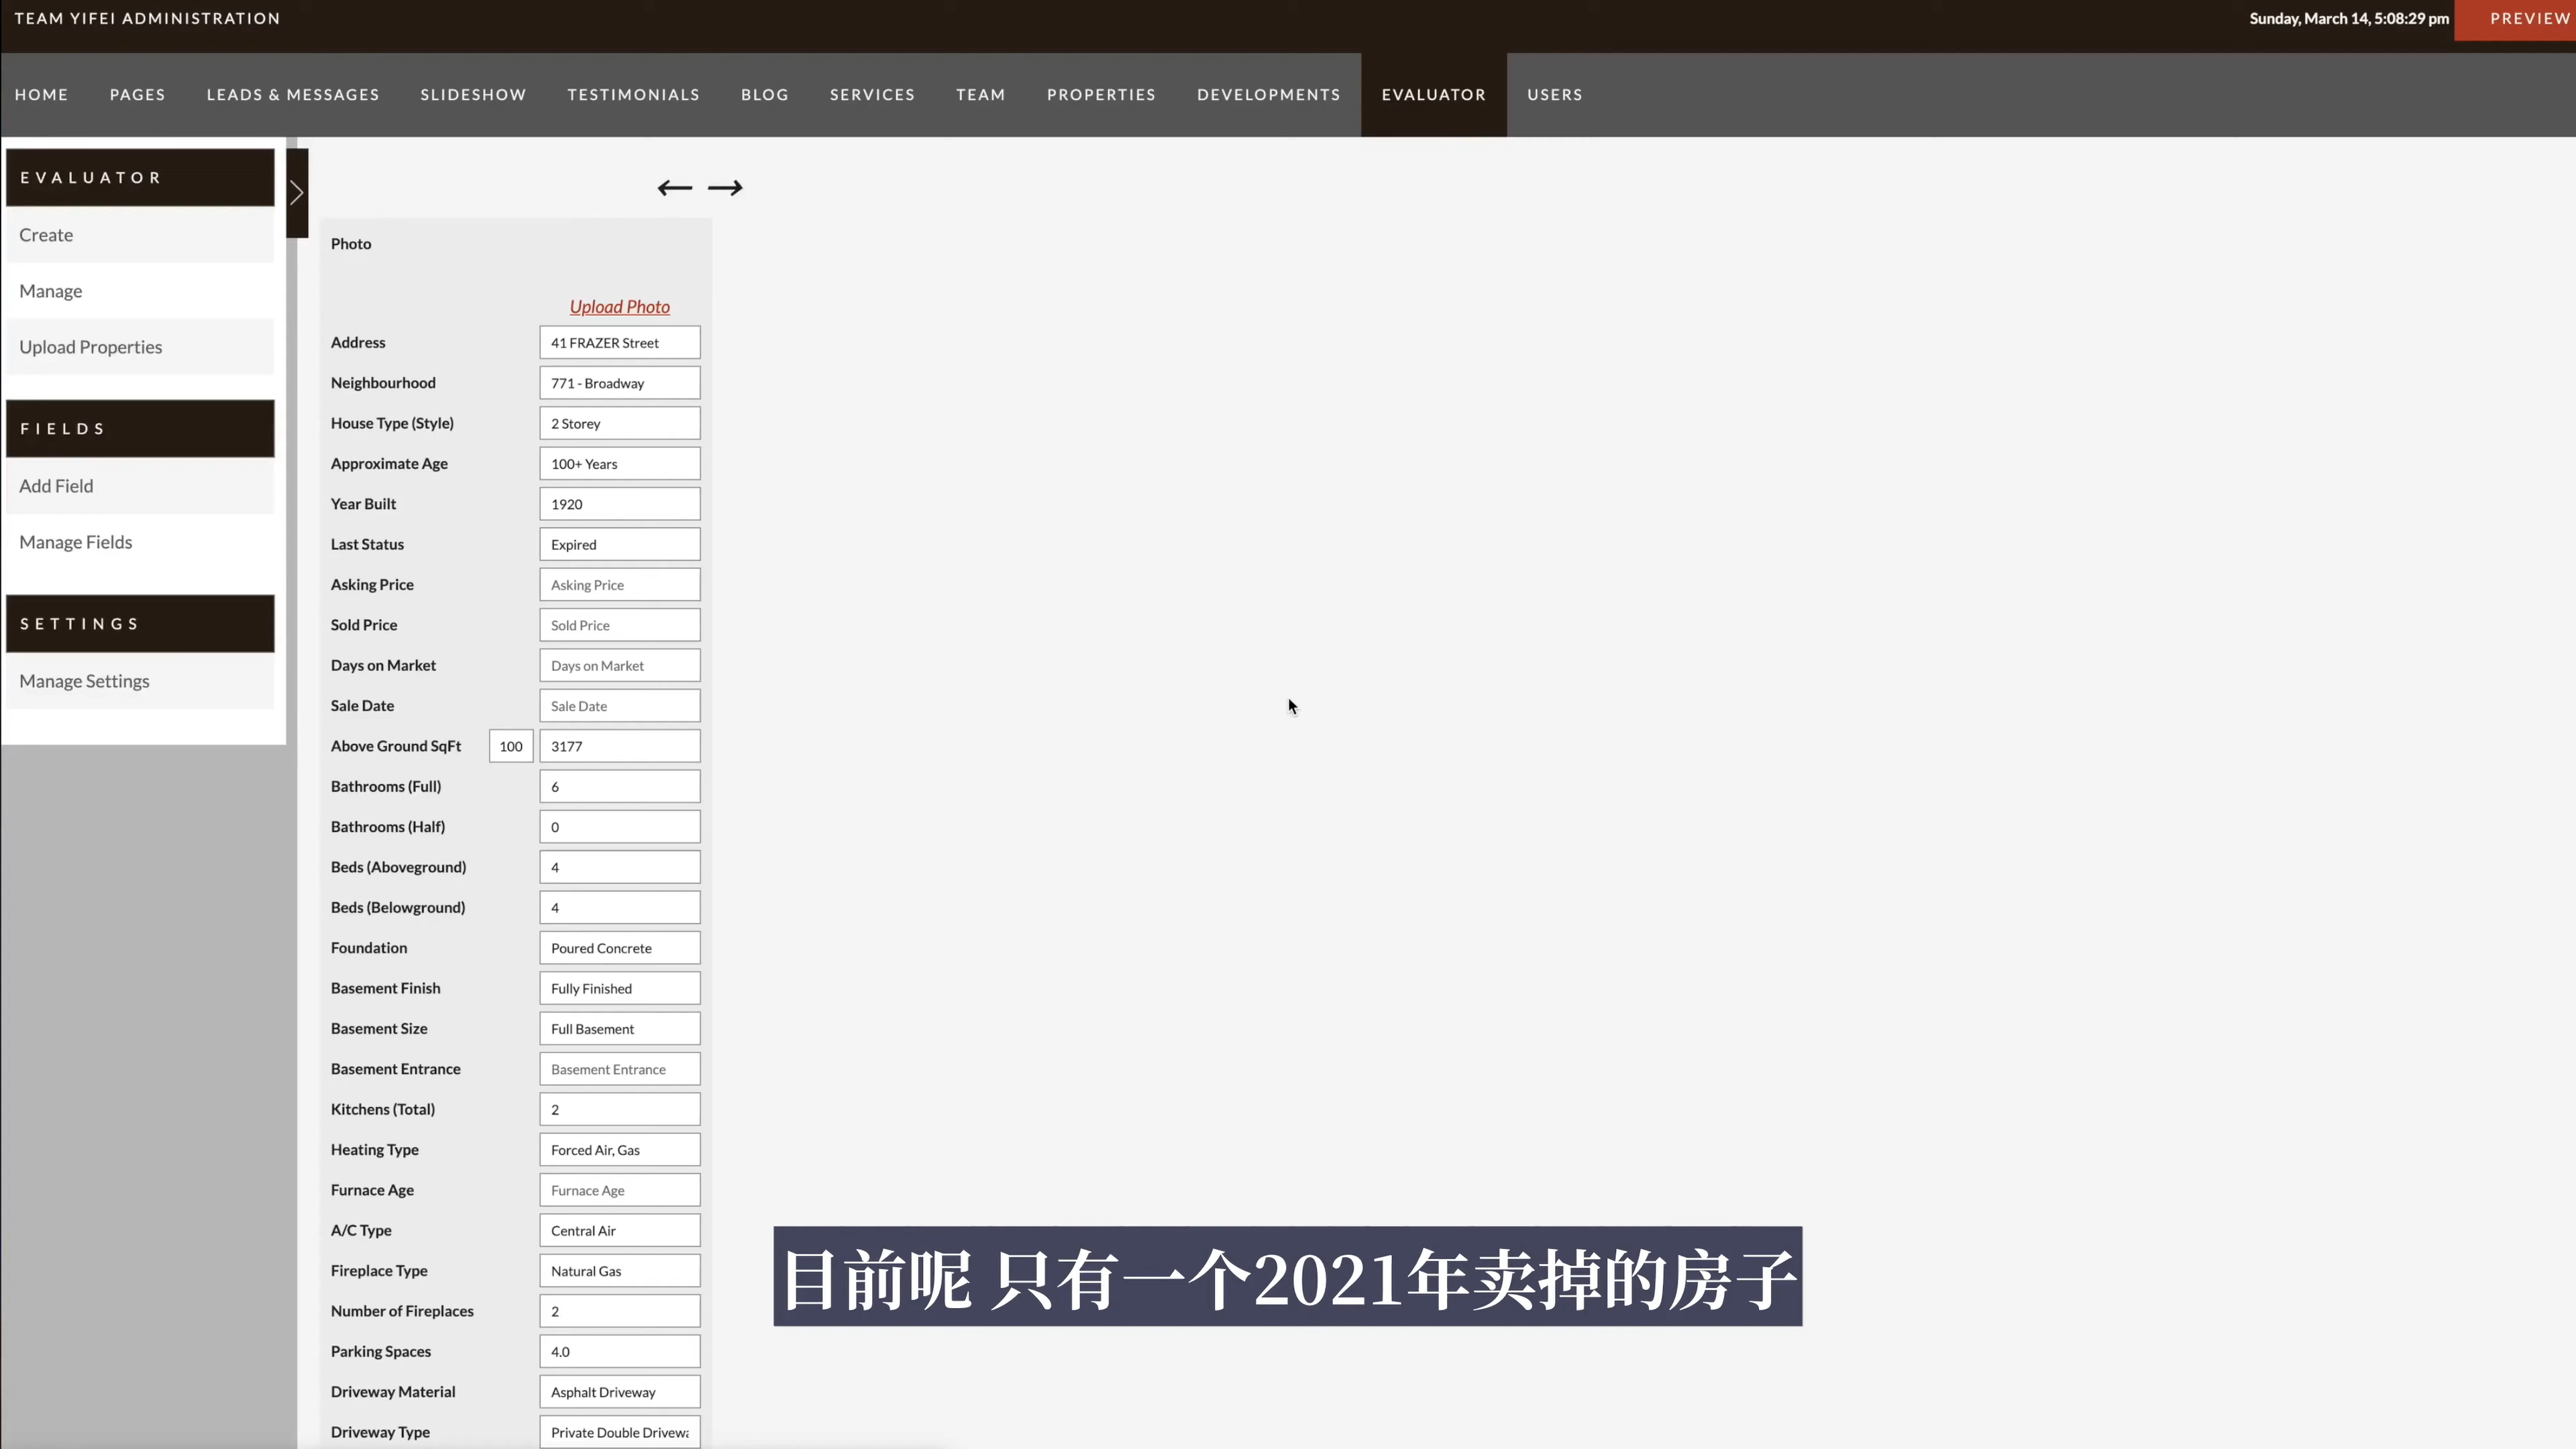 TEAM YIFEI ADMINISTRATION
Sunday, March 14, 5:08:29 pm
PREVIEW
HOME PAGES LEADS & MESSAGES SLIDESHOW TESTIMONIALS BLOG SERVICES TEAM PROPERTIES DEVELOPMENTS EVALUATOR USERS
EVALUATOR
Create
Manage
Upload Properties
FIELDS
Add Field
Manage Fields
SETTINGS
Manage Settings
← →
Photo
Upload Photo
Address 41 FRAZER Street
Neighbourhood 771 - Broadway
House Type (Style) 2 Storey
Approximate Age 100+ Years
Year Built 1920
Last Status Expired
Asking Price Asking Price
Sold Price Sold Price
Days on Market Days on Market
Sale Date Sale Date
Above Ground SqFt 100 3177
Bathrooms (Full) 6
Bathrooms (Half) 0
Beds (Aboveground) 4
Beds (Belowground) 4
Foundation Poured Concrete
Basement Finish Fully Finished
Basement Size Full Basement
Basement Entrance Basement Entrance
Kitchens (Total) 2
Heating Type Forced Air, Gas
Furnace Age Furnace Age
A/C Type Central Air
Fireplace Type Natural Gas
Number of Fireplaces 2
Parking Spaces 4.0
Driveway Material Asphalt Driveway
Driveway Type Private Double
目前呢 只有一个2021年卖掉的房子